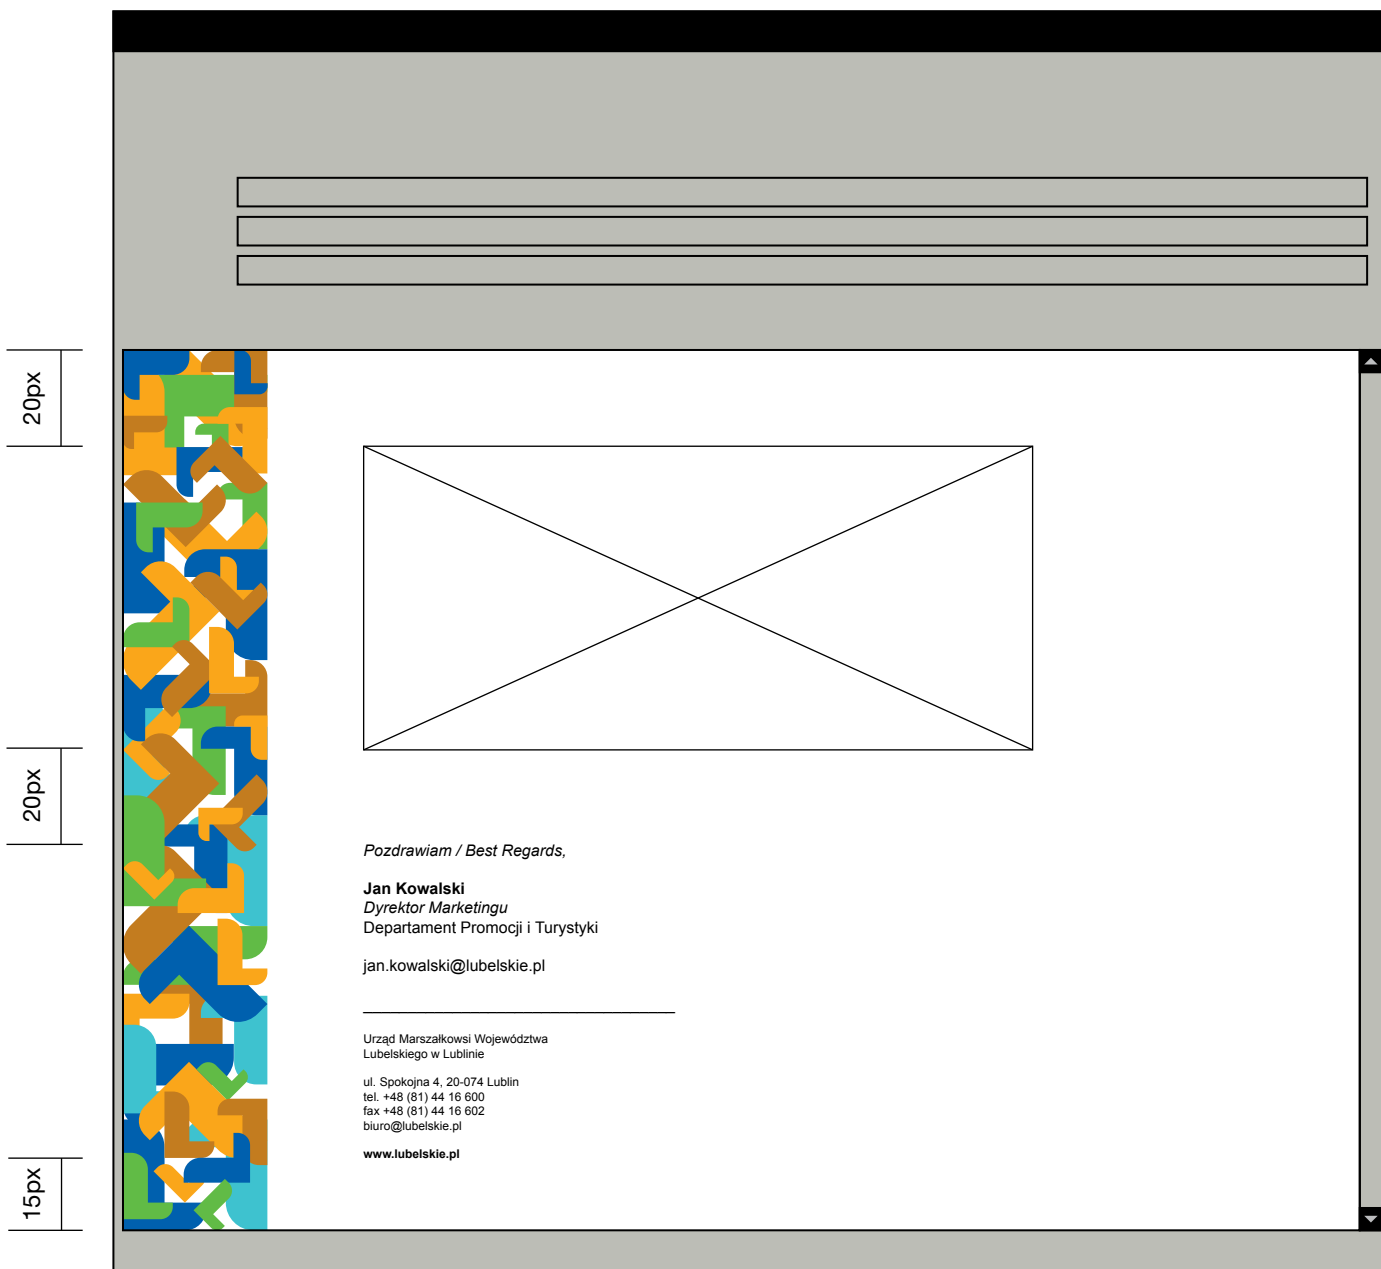 20px
20px
Pozdrawiam / Best Regards,
Jan Kowalski
Dyrektor Marketingu
Departament Promocji i Turystyki
jan.kowalski@lubelskie.pl
Urząd Marszałkowsi Województwa
Lubelskiego w Lublinie
ul. Spokojna 4, 20-074 Lublin
tel. +48 (81) 44 16 600
fax +48 (81) 44 16 602
biuro@lubelskie.pl
www.lubelskie.pl
15px